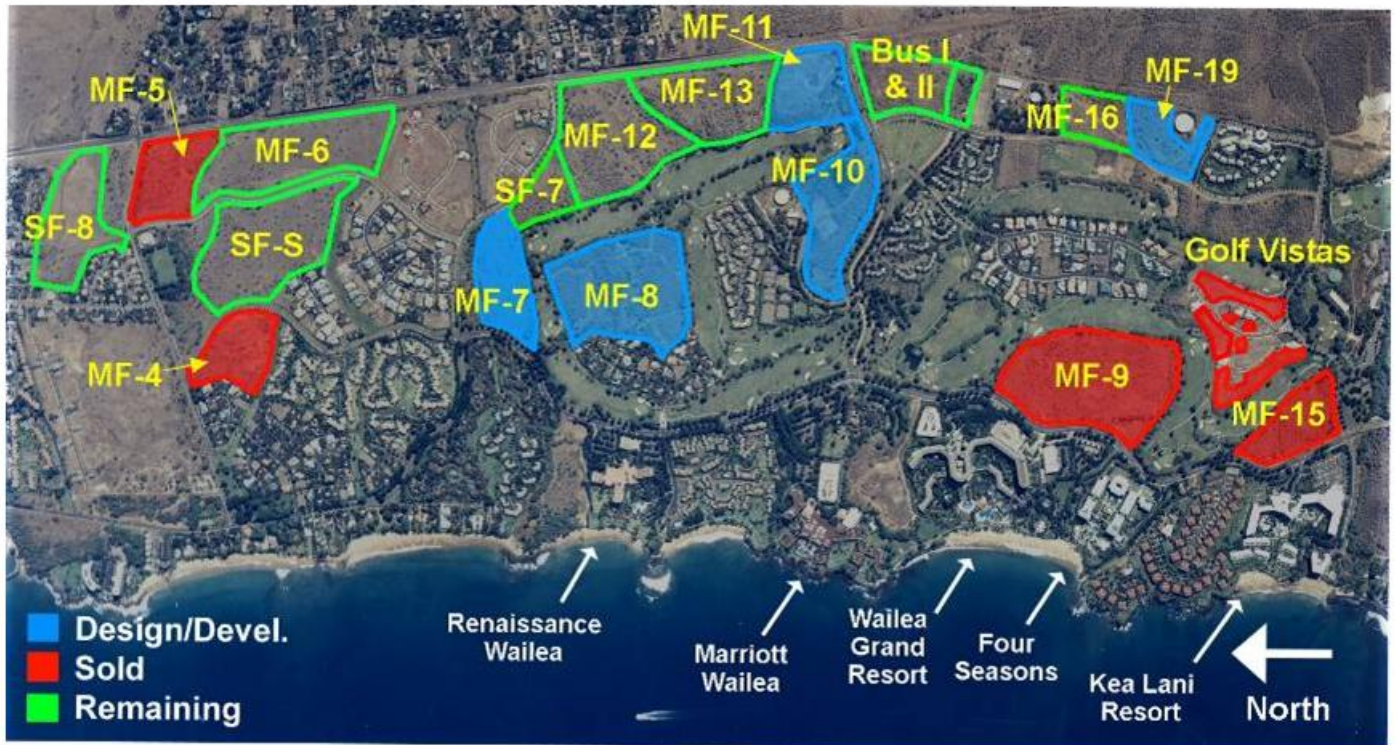 MF-11
Bus I
& II
MF-5
MF-13
MF-19
MF-6
MF-12
MF-16
SF-7
MF-10
SF-8
SF-S
Golf Vistas
MF-7
MF-8
MF-4
MF-9
MF-15
Design/Devel.
Sold
Remaining
Renaissance
Wailea
Marriott
Wailea
Wailea
Grand
Resort
Four
Seasons
Kea Lani
Resort
North